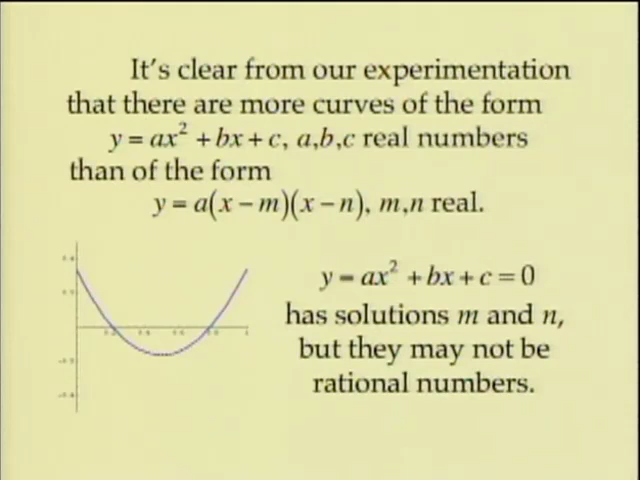 It's clear from our experimentation
that there are more curves of the form
y = ax² + bx + c, a,b,c real numbers
than of the form
y = a(x − m)(x − n), m,n real.
y = ax² + bx + c = 0
has solutions m and n,
but they may not be
rational numbers.